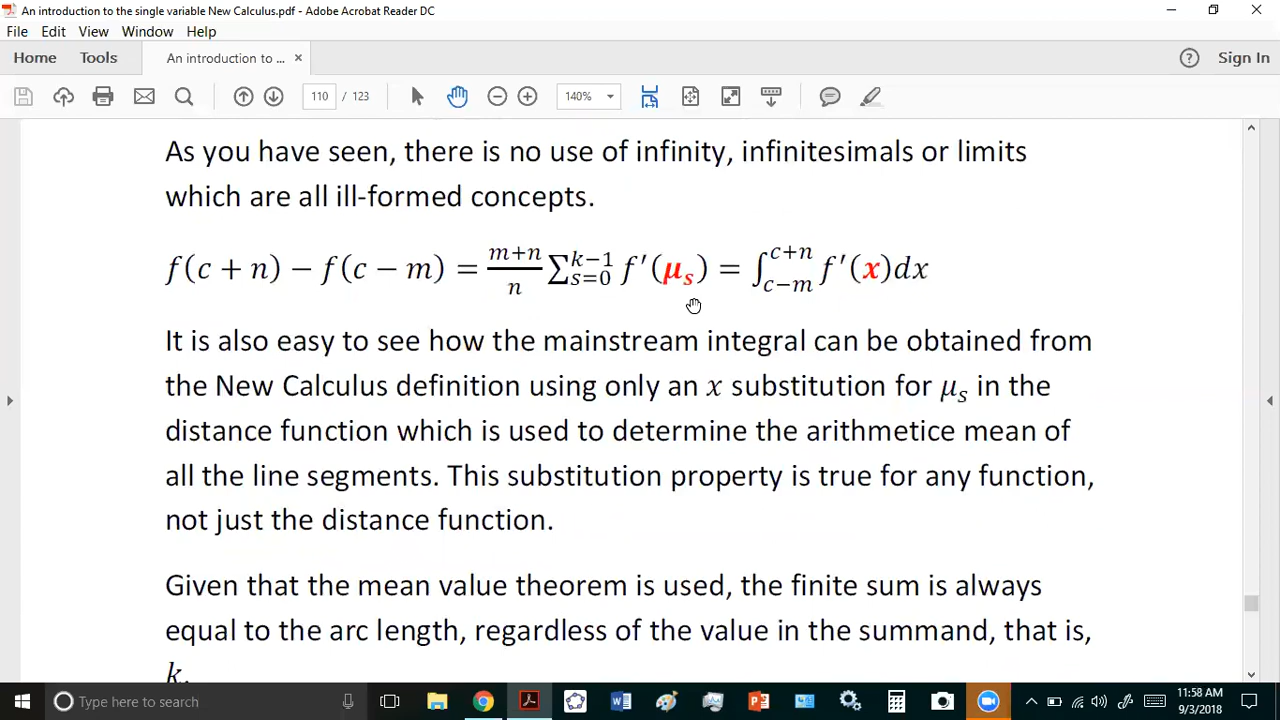 An introduction to the single variable New Calculus.pdf - Adobe Acrobat Reader DC
File Edit View Window Help
Home Tools An introduction to ... × Sign In
110 / 123 140%
As you have seen, there is no use of infinity, infinitesimals or limits
which are all ill-formed concepts.
f(c + n) − f(c − m) = m+n/n ∑_{s=0}^{k−1} f′(μ_s) = ∫_{c−m}^{c+n} f′(x)dx
It is also easy to see how the mainstream integral can be obtained from
the New Calculus definition using only an x substitution for μ_s in the
distance function which is used to determine the arithmetice mean of
all the line segments. This substitution property is true for any function,
not just the distance function.
Given that the mean value theorem is used, the finite sum is always
equal to the arc length, regardless of the value in the summand, that is,
k.
Type here to search
11:58 AM
9/3/2018